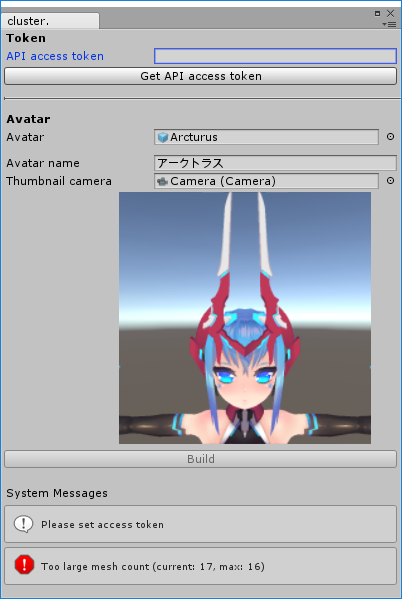 cluster.
Token
API access token
Get API access token
Avatar
Avatar Arcturus
Avatar name アークトラス
Thumbnail camera Camera (Camera)
Build
System Messages
Please set access token
Too large mesh count (current: 17, max: 16)